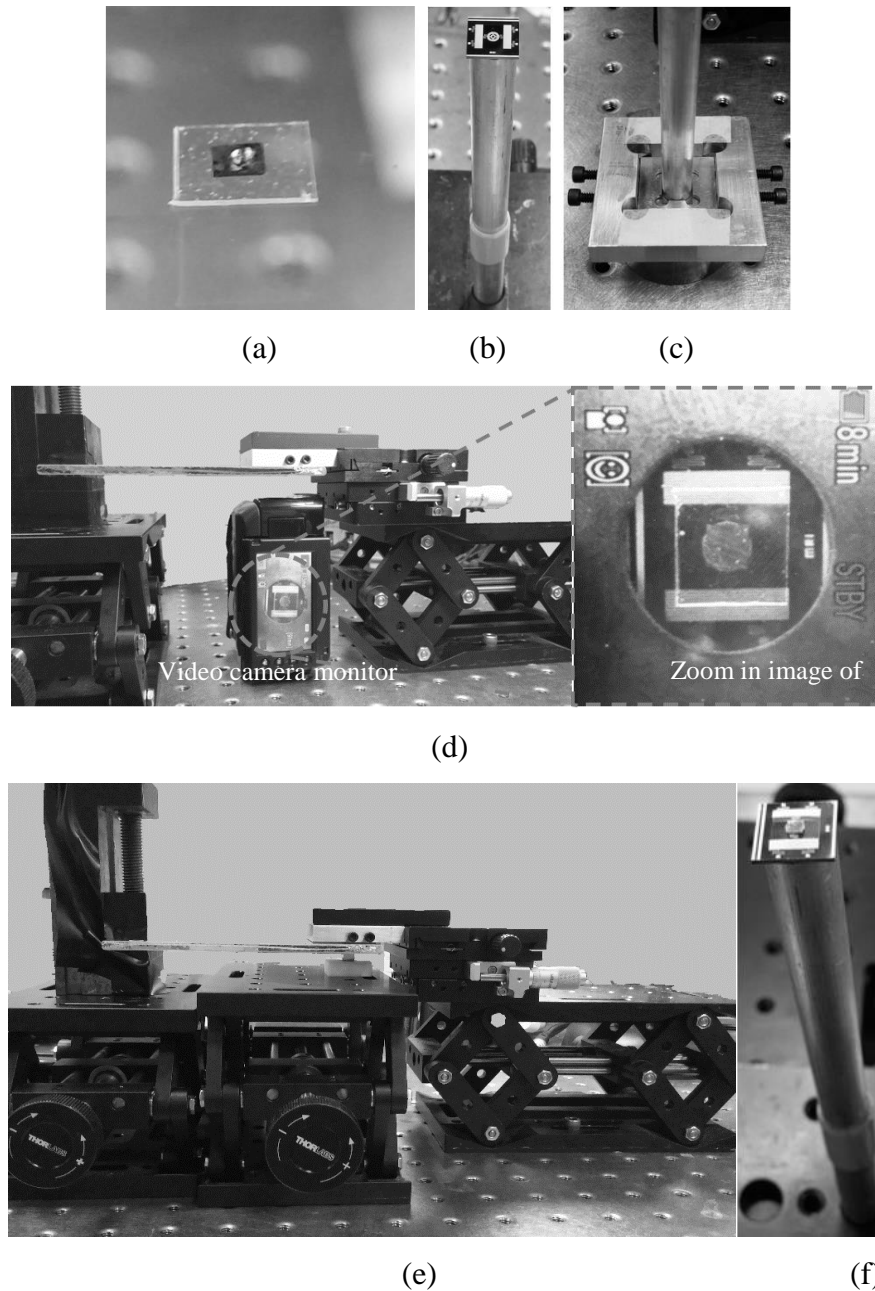 (a) (b) (c)
8min
STBY
Video camera monitor
Zoom in image of
(d)
THORLABS
THORLABS
(e) (f)